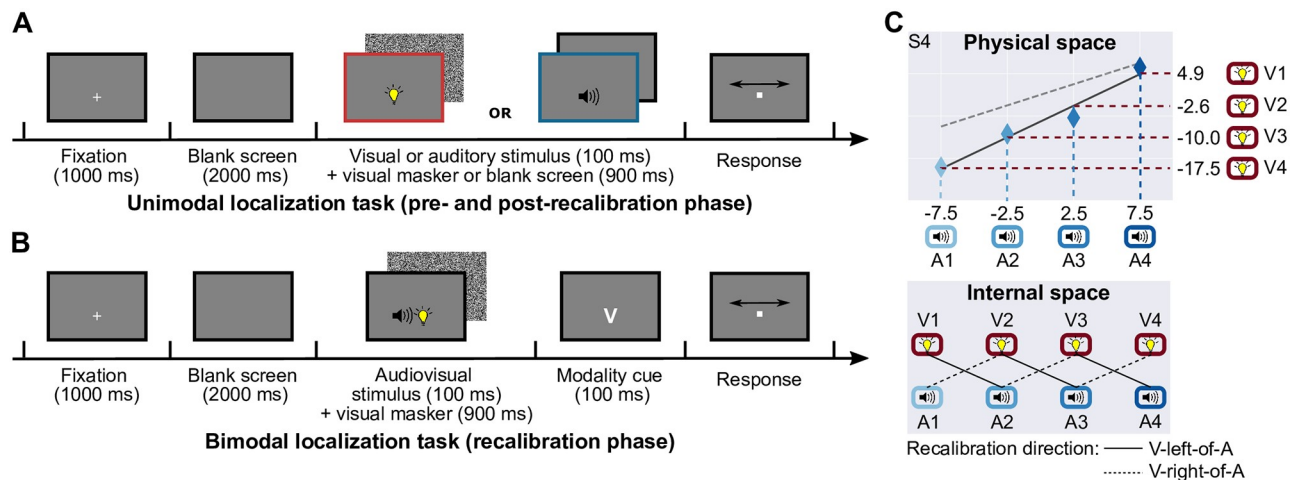 A
OR
Fixation
(1000 ms)
Blank screen
(2000 ms)
Visual or auditory stimulus (100 ms)
+ visual masker or blank screen (900 ms)
Response
Unimodal localization task (pre- and post-recalibration phase)
B
V
Fixation
(1000 ms)
Blank screen
(2000 ms)
Audiovisual
stimulus (100 ms)
+ visual masker (900 ms)
Modality cue
(100 ms)
Response
Bimodal localization task (recalibration phase)
C
S4
Physical space
4.9 V1
-2.6 V2
-10.0 V3
-17.5 V4
-7.5 -2.5 2.5 7.5
A1 A2 A3 A4
Internal space
V1 V2 V3 V4
A1 A2 A3 A4
Recalibration direction: V-left-of-A
V-right-of-A